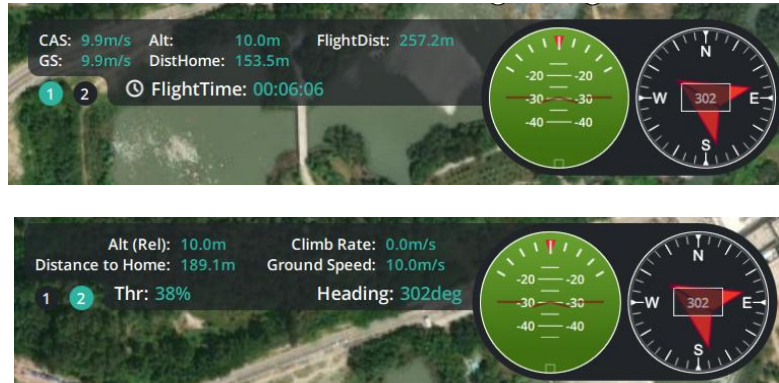 CAS: 9.9m/s Alt: 10.0m FlightDist: 257.2m
GS: 9.9m/s DistHome: 153.5m
1 2 FlightTime: 00:06:06
-20 -20
-30 -30
-40 -40
N
W 302 E
S
Alt (Rel): 10.0m Climb Rate: 0.0m/s
Distance to Home: 189.1m Ground Speed: 10.0m/s
1 2 Thr: 38% Heading: 302deg
-20 -20
-30 -30
-40 -40
N
W 302 E
S